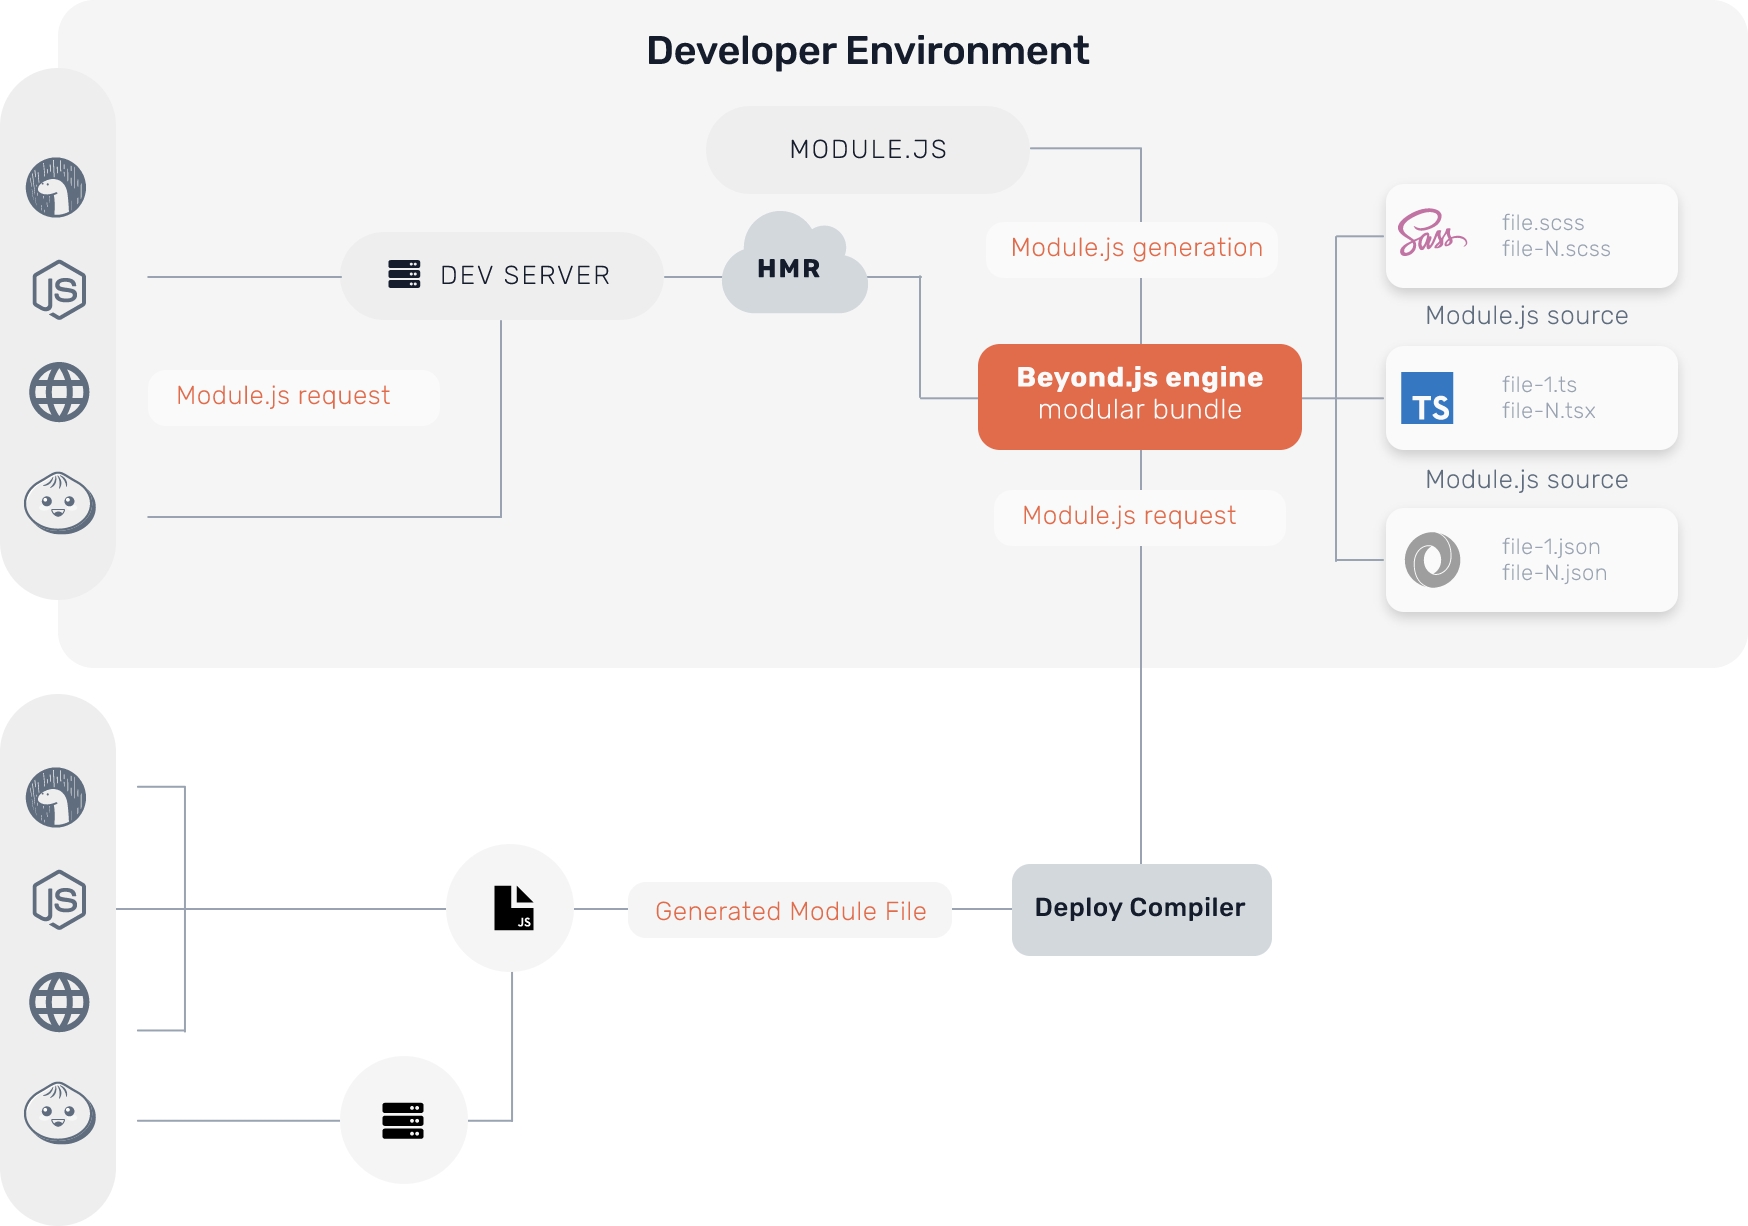 Developer Environment
MODULE.JS
Module.js generation
DEV SERVER
HMR
Module.js request
Beyond.js engine
modular bundle
Module.js request
Sass
file.scss
file-N.scss
Module.js source
TS
file-1.ts
file-N.tsx
Module.js source
file-1.json
file-N.json
JS
JS
JS
Generated Module File
Deploy Compiler